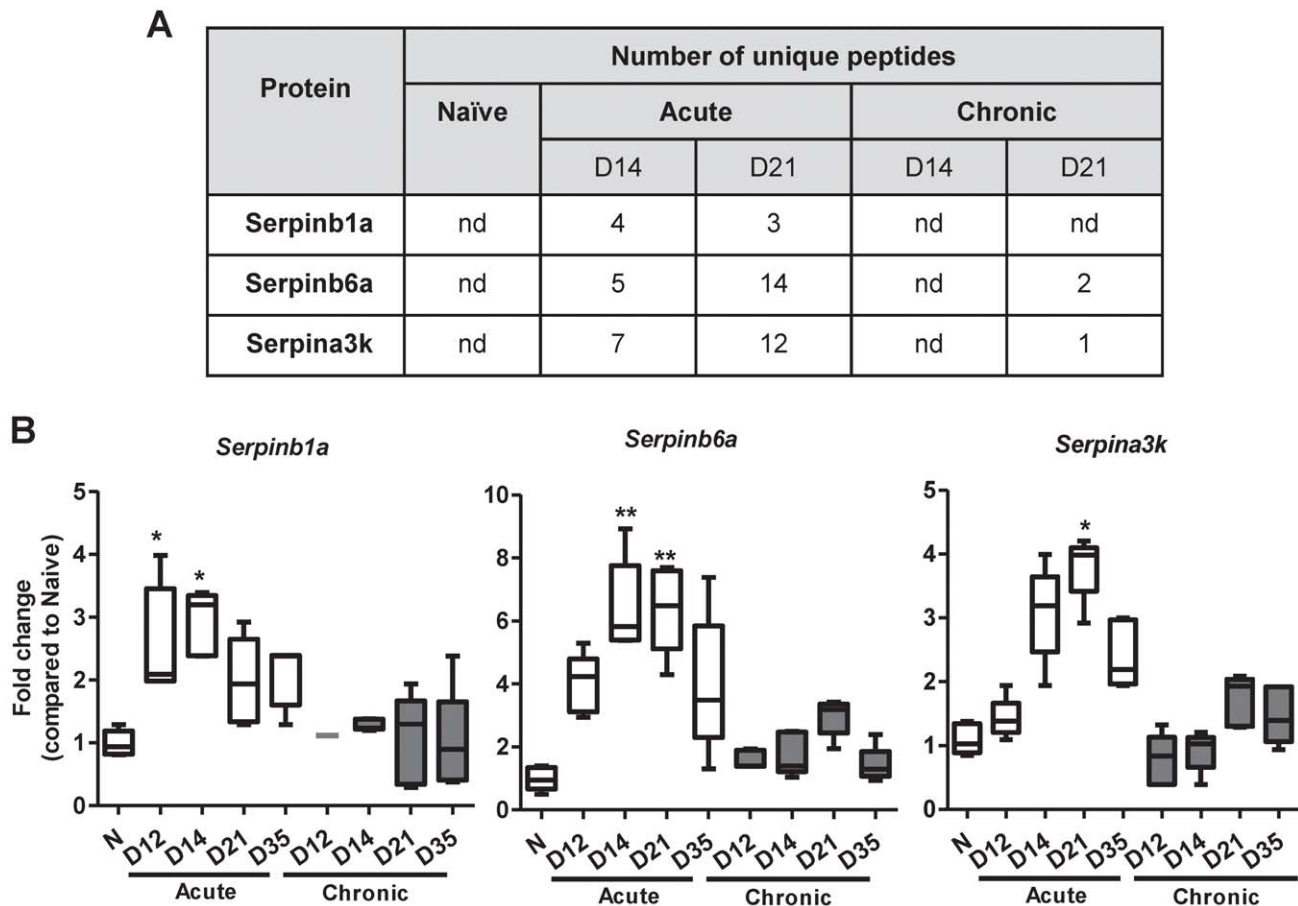 A
Protein
Number of unique peptides
Naïve
Acute
Chronic
D14
D21
D14
D21
Serpinb1a
nd
4
3
nd
nd
Serpinb6a
nd
5
14
nd
2
Serpina3k
nd
7
12
nd
1
B
Serpinb1a
Fold change
(compared to Naive)
5
4
3
2
1
0
*
*
N
D12
D14
D21
D35
D12
D14
D21
D35
Acute
Chronic
Serpinb6a
10
8
6
4
2
0
**
**
N
D12
D14
D21
D35
D12
D14
D21
D35
Acute
Chronic
Serpina3k
5
4
3
2
1
0
*
N
D12
D14
D21
D35
D12
D14
D21
D35
Acute
Chronic